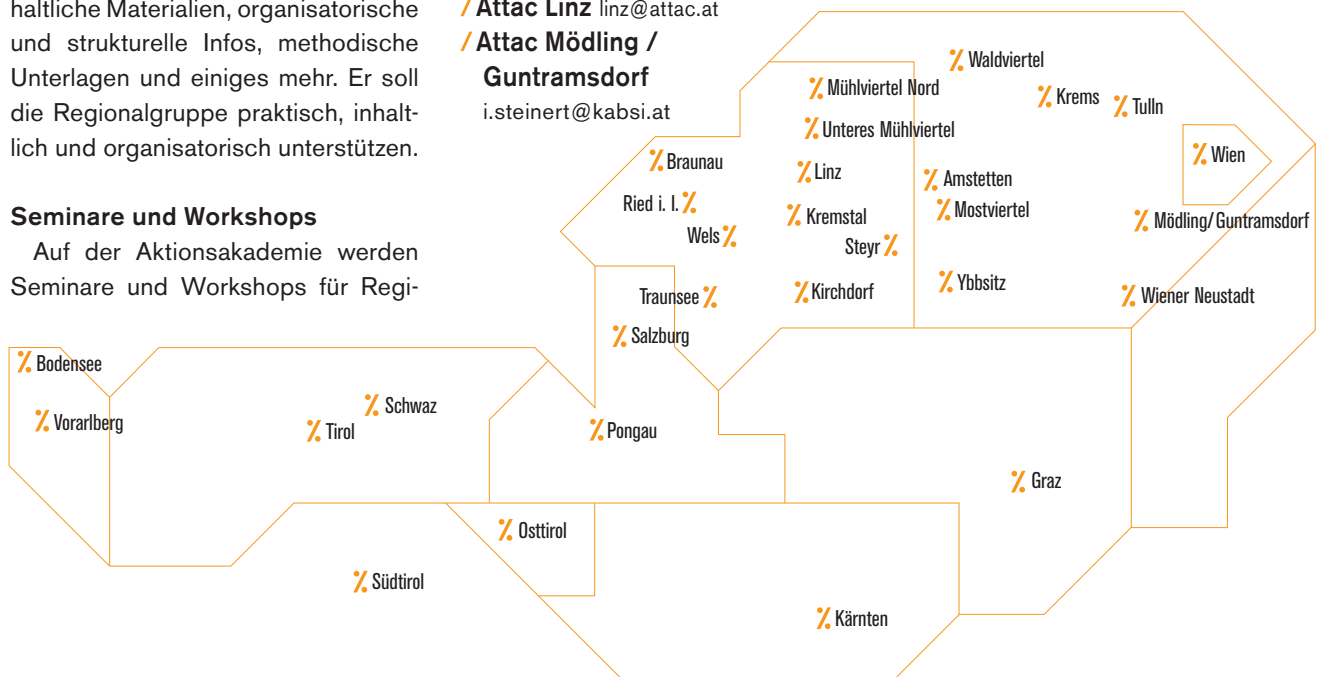 haltliche Materialien, organisatorische
und strukturelle Infos, methodische
Unterlagen und einiges mehr. Er soll
die Regionalgruppe praktisch, inhalt-
lich und organisatorisch unterstützen.
Seminare und Workshops
Auf der Aktionsakademie werden
Seminare und Workshops für Regi-
/ Attac Linz linz@attac.at
/ Attac Mödling /
Guntramsdorf
i.steinert@kabsi.at
Waldviertel
Mühlviertel Nord
Krems
Tulln
Unteres Mühlviertel
Wien
Braunau
Linz
Amstetten
Ried i. I.
Kremstal
Mostviertel
Mödling/Guntramsdorf
Wels
Steyr
Ybbsitz
Traunsee
Kirchdorf
Wiener Neustadt
Salzburg
Bodensee
Schwaz
Vorarlberg
Tirol
Pongau
Graz
Osttirol
Südtirol
Kärnten